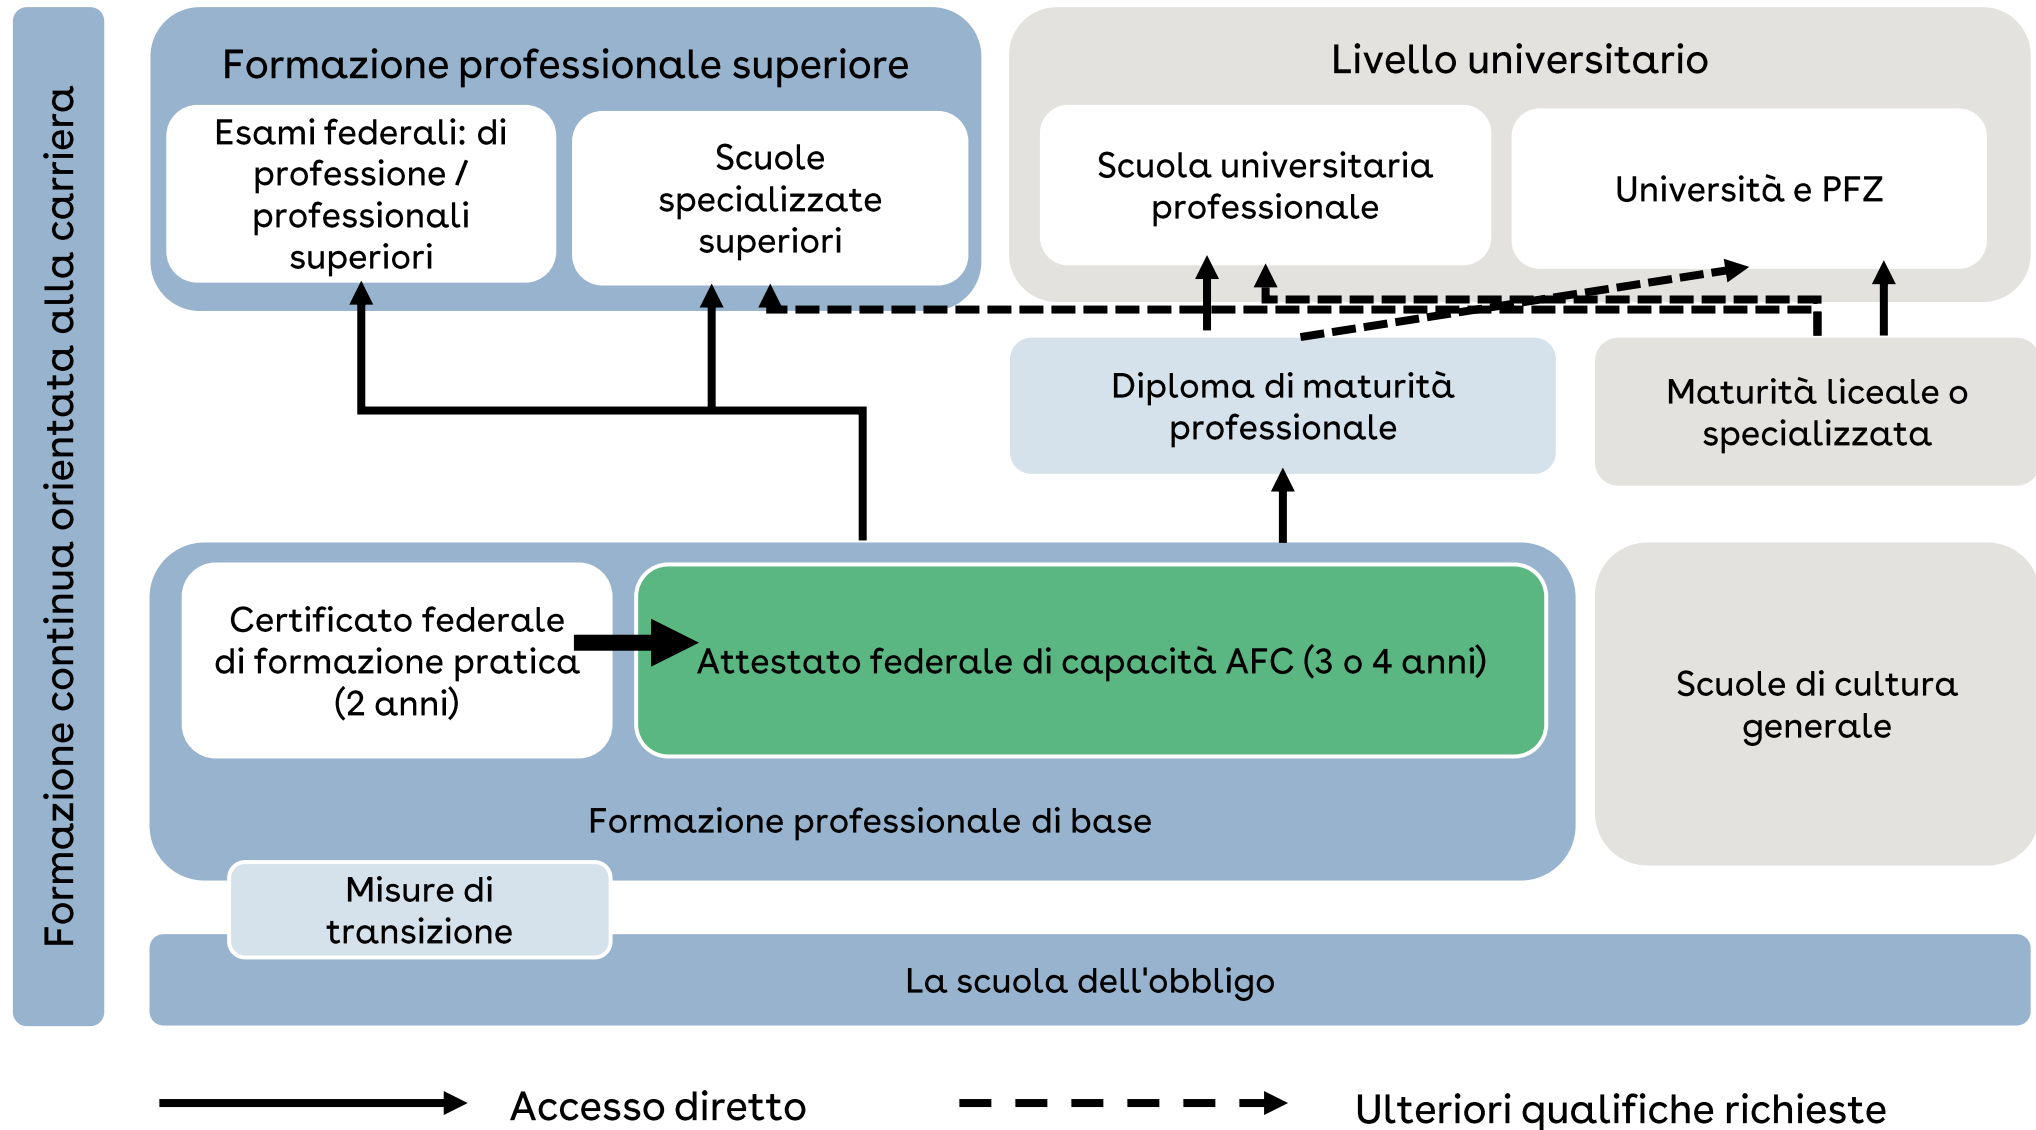 Formazione continua orientata alla carriera
Formazione professionale superiore
Esami federali: di
professione /
professionali
superiori
Scuole
specializzate
superiori
Livello universitario
Scuola universitaria
professionale
Università e PFZ
Diploma di maturità
professionale
Maturità liceale o
specializzata
Certificato federale
di formazione pratica
(2 anni)
Attestato federale di capacità AFC (3 o 4 anni)
Formazione professionale di base
Scuole di cultura
generale
Misure di
transizione
La scuola dell'obbligo
Accesso diretto
Ulteriori qualifiche richieste